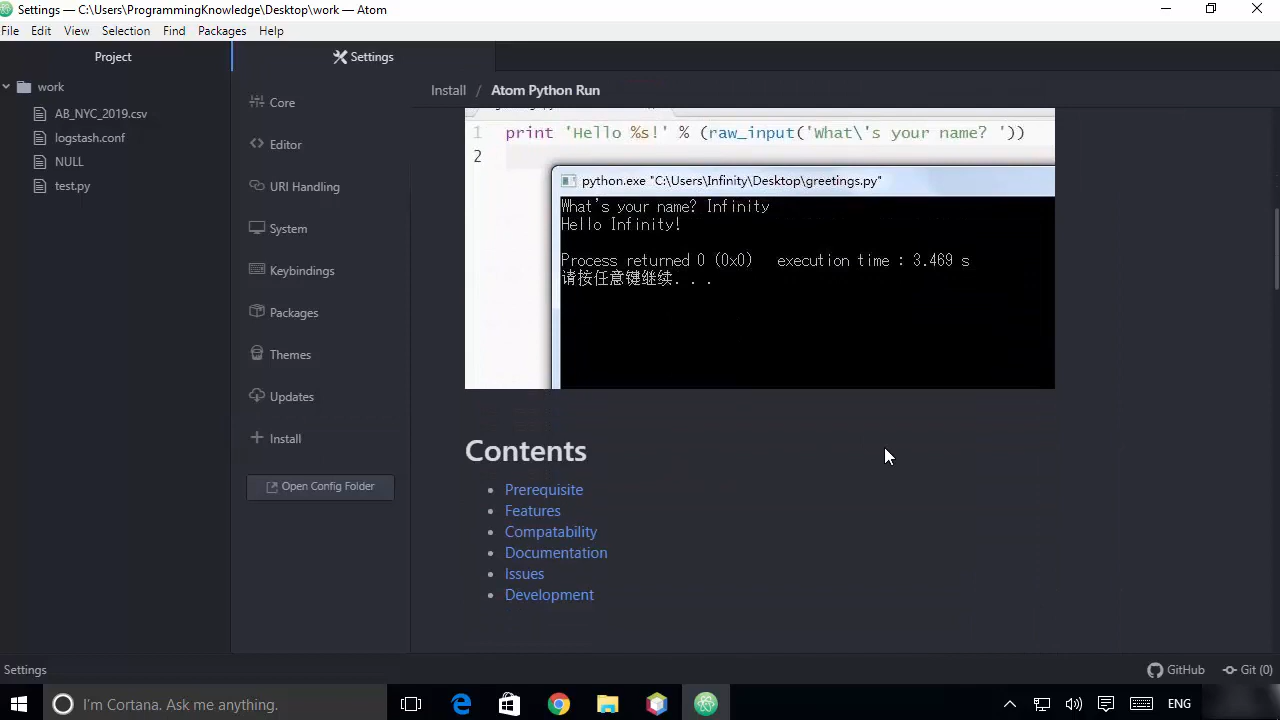 Settings — C:\Users\ProgrammingKnowledge\Desktop\work — Atom
File Edit View Selection Find Packages Help
Project
Settings
work
AB_NYC_2019.csv
logstash.conf
NULL
test.py
Core
Editor
URI Handling
System
Keybindings
Packages
Themes
Updates
Install
Open Config Folder
Install / Atom Python Run
1 print 'Hello %s!' % (raw_input('What\'s your name? '))
2
python.exe "C:\Users\Infinity\Desktop\greetings.py"
What's your name? Infinity
Hello Infinity!
Process returned 0 (0x0) execution time : 3.469 s
请按任意键继续. . .
Contents
Prerequisite
Features
Compatability
Documentation
Issues
Development
Settings
GitHub
Git (0)
I'm Cortana. Ask me anything.
ENG